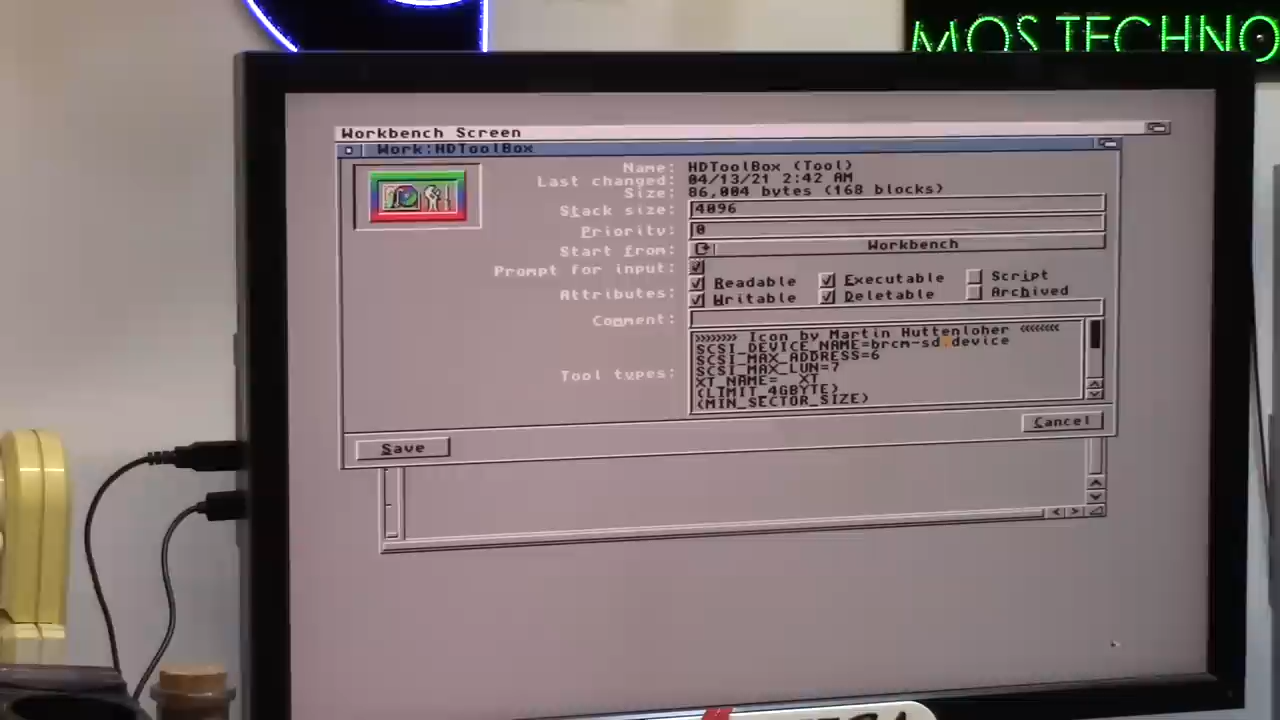 MOS TECHNO
Workbench Screen
Work:HDToolBox
Name: HDToolBox (Tool)
Last changed: 04/13/21 2:42 AM
Size: 86,004 bytes (168 blocks)
Stack size: 4096
Priority: 0
Start from: Workbench
Prompt for input:
Attributes: Readable Executable Script
Writable Deletable Archived
Comment:
»»»»» Icon by Martin Huttenloher «««««
SCSI_DEVICE_NAME=brcm-sd.device
SCSI_MAX_ADDRESS=6
SCSI_MAX_LUN=7
Tool types:
XT_NAME=__XT
(LIMIT_4GBYTE)
(MIN_SECTOR_SIZE)
Save Cancel